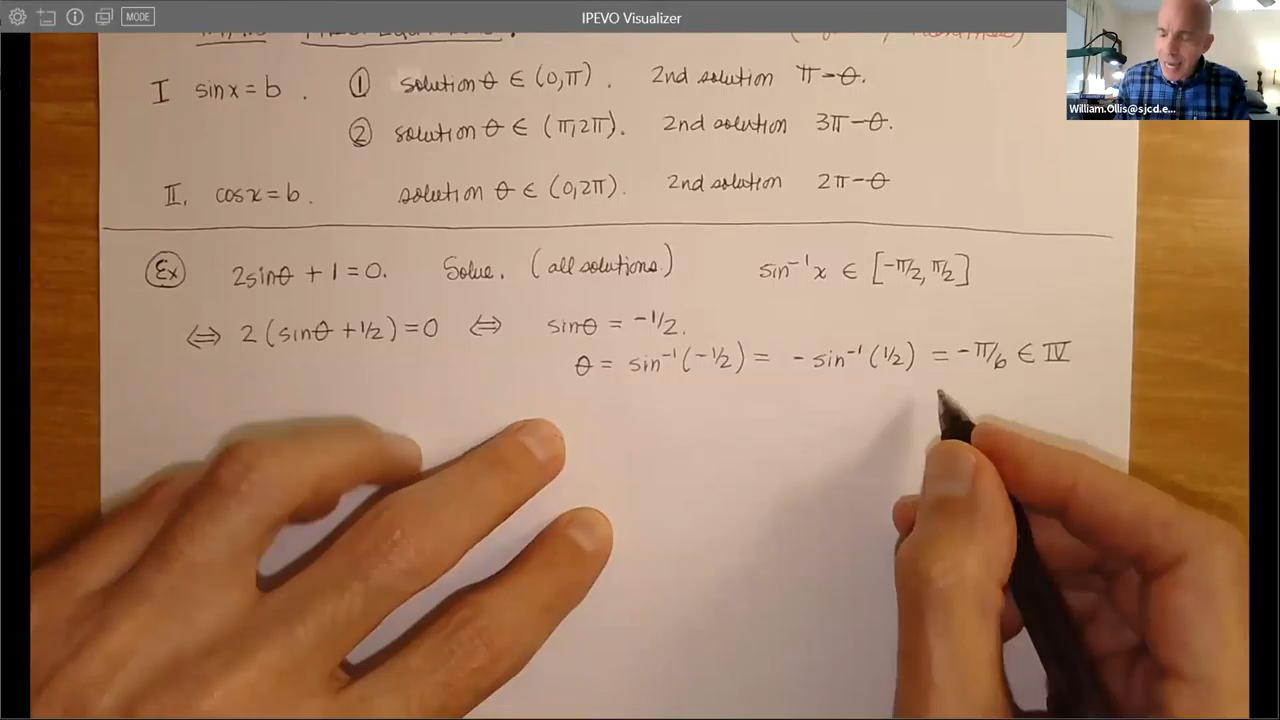 MODE
IPEVO Visualizer
William.Ollis@sjcd.e...
I sinx = b . ① solution θ ∈ (0,π) . 2nd solution π-θ.
② solution θ ∈ (π,2π). 2nd solution 3π-θ.
II. cosx = b . solution θ ∈ (0,2π). 2nd solution 2π-θ
Ex 2sinθ + 1 = 0. Solve. (all solutions.) sin⁻¹x ∈ [-π/2, π/2]
⇔ 2(sinθ + 1/2) = 0 ⇔ sinθ = -1/2.
θ = sin⁻¹(-1/2) = - sin⁻¹(1/2) = -π/6 ∈ IV